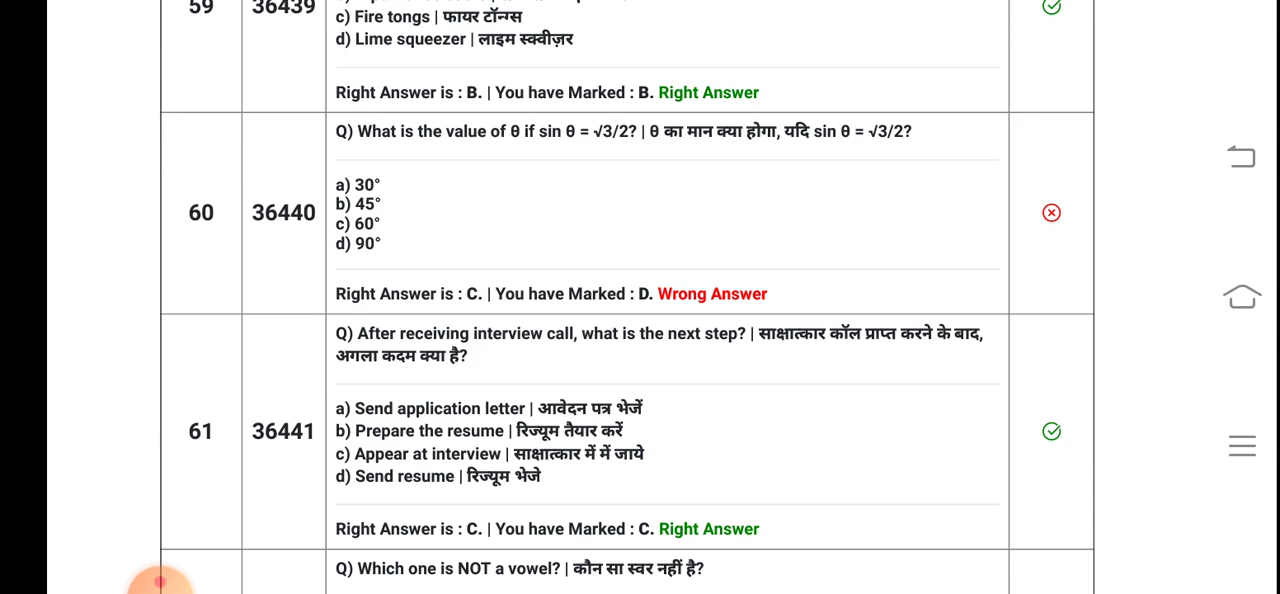 59
36439
c) Fire tongs | फायर टॉन्ग्स
d) Lime squeezer | लाइम स्क्वीज़र
Right Answer is : B. | You have Marked : B. Right Answer
Q) What is the value of θ if sin θ = √3/2? | θ का मान क्या होगा, यदि sin θ = √3/2?
60
36440
a) 30°
b) 45°
c) 60°
d) 90°
Right Answer is : C. | You have Marked : D. Wrong Answer
Q) After receiving interview call, what is the next step? | साक्षात्कार कॉल प्राप्त करने के बाद,
अगला कदम क्या है?
61
36441
a) Send application letter | आवेदन पत्र भेजें
b) Prepare the resume | रिज्यूम तैयार करें
c) Appear at interview | साक्षात्कार में में जाये
d) Send resume | रिज्यूम भेजे
Right Answer is : C. | You have Marked : C. Right Answer
Q) Which one is NOT a vowel? | कौन सा स्वर नहीं है?